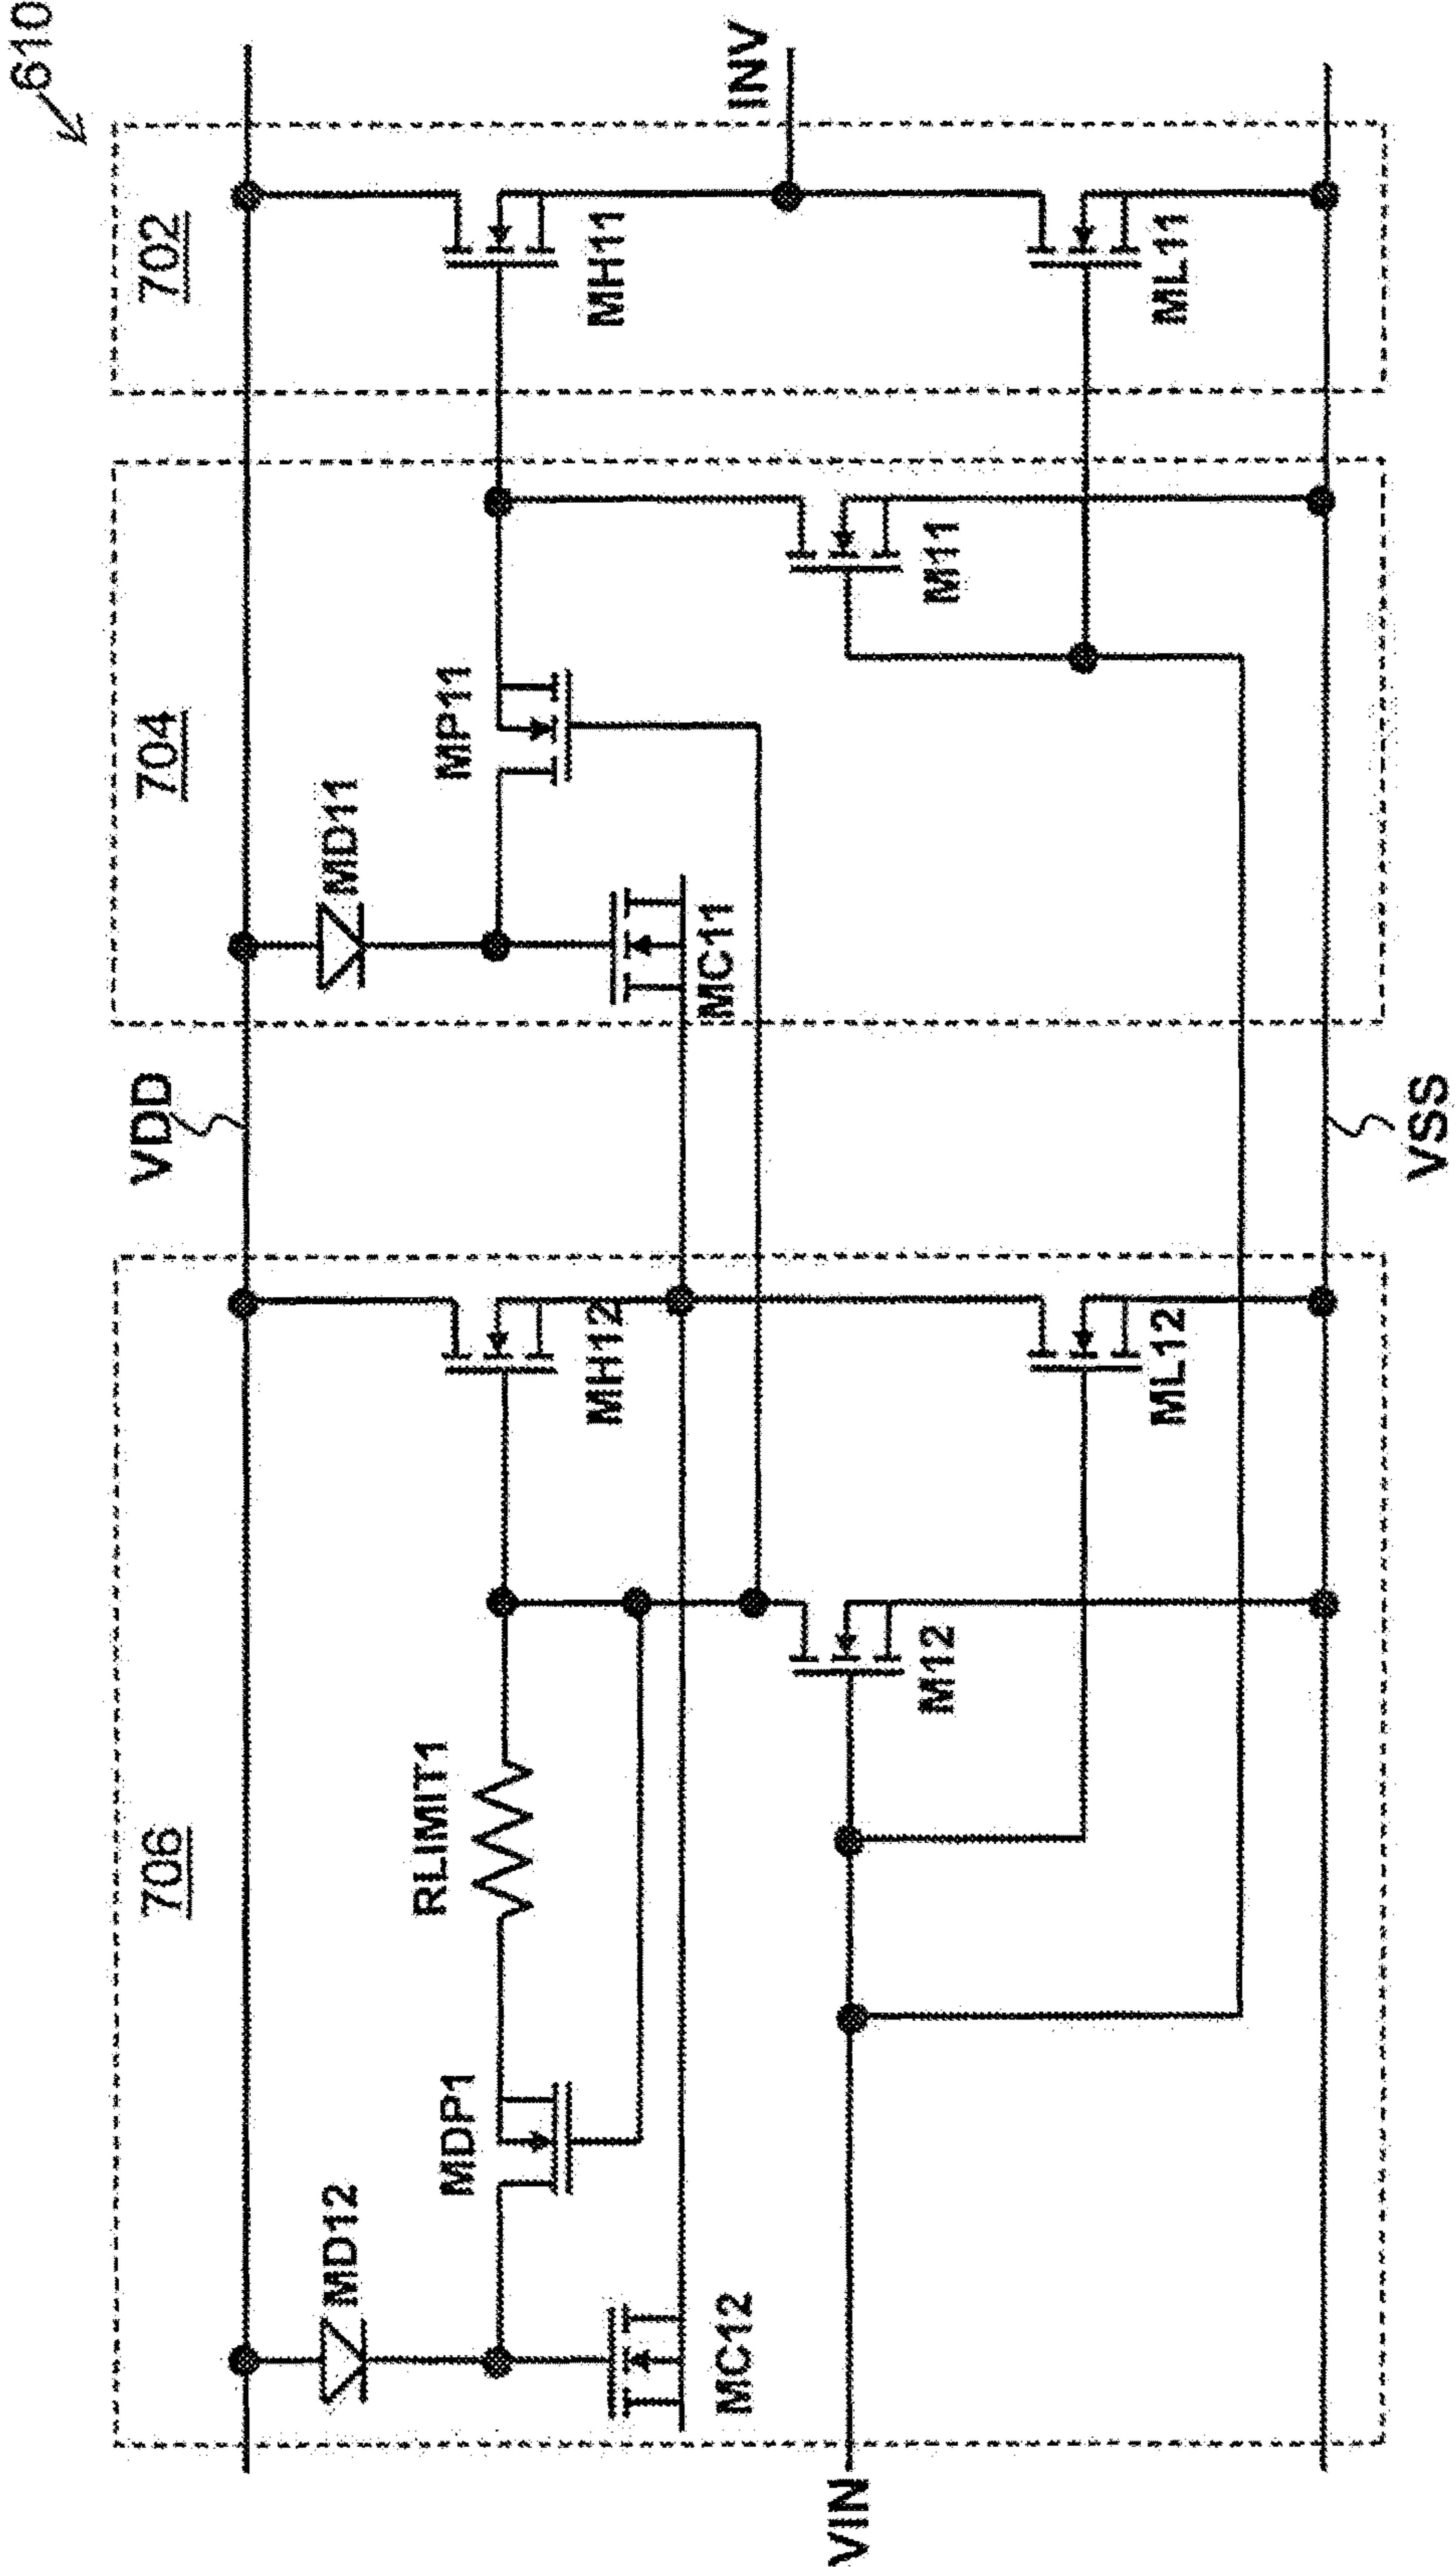 610
702
INV
MH11
ML11
704
MP11
MD11
M11
MC11
VDD
VSS
706
MH12
ML12
RLIMIT1
M12
MDP1
MD12
MC12
VIN